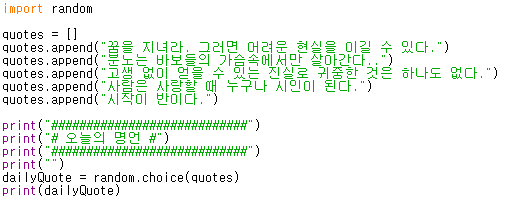 import random

quotes = []
quotes.append("꿈을 지녀라. 그러면 어려운 현실을 이길 수 있다.")
quotes.append("분노는 바보들의 가슴속에서만 살아간다..")
quotes.append("고생 없이 얻을 수 있는 진실로 귀중한 것은 하나도 없다.")
quotes.append("사람은 사랑할 때 누구나 시인이 된다.")
quotes.append("시작이 반이다.")

print("############################")
print("# 오늘의 명언 #")
print("############################")
print("")
dailyQuote = random.choice(quotes)
print(dailyQuote)